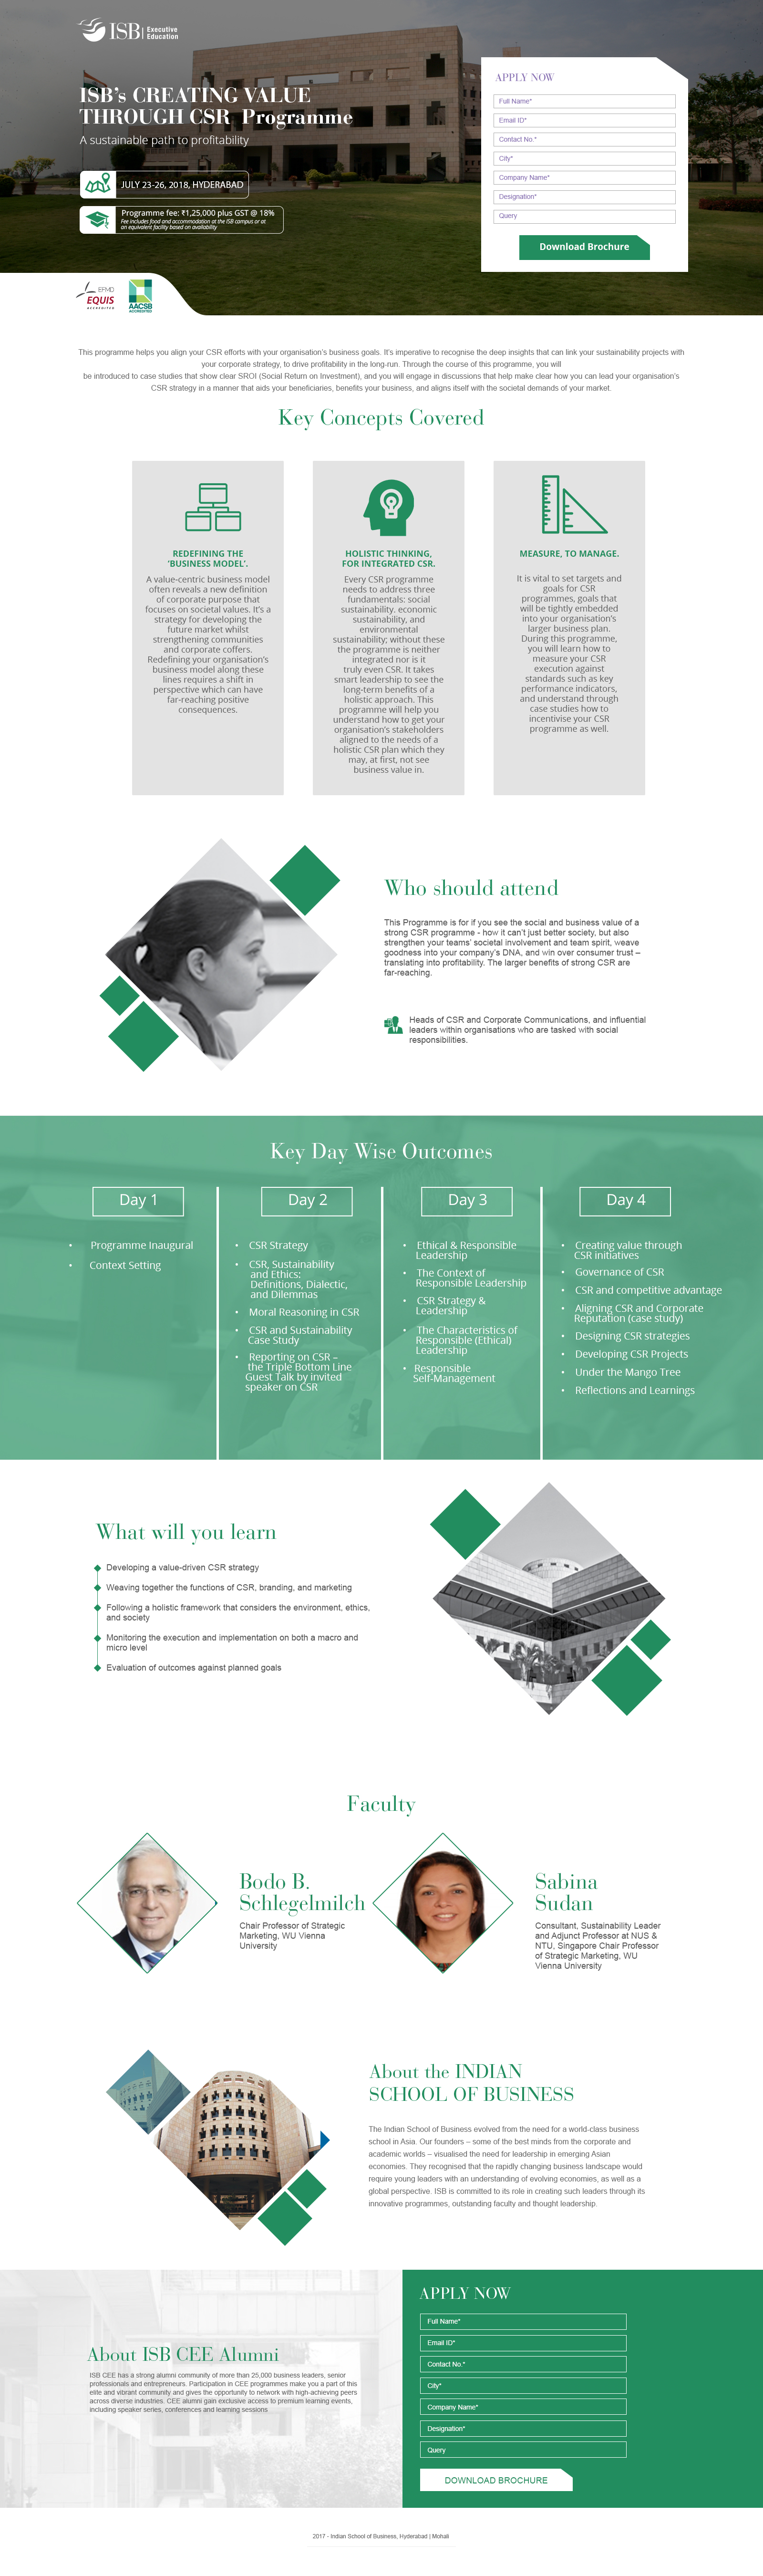 ISB Executive
Education
ISB's CREATING VALUE
THROUGH CSR Programme
A sustainable path to profitability
JULY 23-26, 2018, HYDERABAD
Programme fee: ₹1,25,000 plus GST @ 18%
Fee includes food and accommodation at the ISB campus or at
an equivalent facility based on availability
APPLY NOW
Full Name*
Email ID*
Contact No.*
City*
Company Name*
Designation*
Query
Download Brochure
EFMD
EQUIS
ACCREDITED
AACSB
ACCREDITED
This programme helps you align your CSR efforts with your organisation's business goals. It's imperative to recognise the deep insights that can link your sustainability projects with
your corporate strategy, to drive profitability in the long-run. Through the course of this programme, you will
be introduced to case studies that show clear SROI (Social Return on Investment), and you will engage in discussions that help make clear how you can lead your organisation's
CSR strategy in a manner that aids your beneficiaries, benefits your business, and aligns itself with the societal demands of your market.
Key Concepts Covered
REDEFINING THE
'BUSINESS MODEL'.
A value-centric business model
often reveals a new definition
of corporate purpose that
focuses on societal values. It's a
strategy for developing the
future market whilst
strengthening communities
and corporate coffers.
Redefining your organisation's
business model along these
lines requires a shift in
perspective which can have
far-reaching positive
consequences.
HOLISTIC THINKING,
FOR INTEGRATED CSR.
Every CSR programme
needs to address three
fundamentals: social
sustainability. economic
sustainability, and
environmental
sustainability; without these
the programme is neither
integrated nor is it
truly even CSR. It takes
smart leadership to see the
long-term benefits of a
holistic approach. This
programme will help you
understand how to get your
organisation's stakeholders
aligned to the needs of a
holistic CSR plan which they
may, at first, not see
business value in.
MEASURE, TO MANAGE.
It is vital to set targets and
goals for CSR
programmes, goals that
will be tightly embedded
into your organisation's
larger business plan.
During this programme,
you will learn how to
measure your CSR
execution against
standards such as key
performance indicators,
and understand through
case studies how to
incentivise your CSR
programme as well.
Who should attend
This Programme is for if you see the social and business value of a
strong CSR programme - how it can't just better society, but also
strengthen your teams' societal involvement and team spirit, weave
goodness into your company's DNA, and win over consumer trust –
translating into profitability. The larger benefits of strong CSR are
far-reaching.
Heads of CSR and Corporate Communications, and influential
leaders within organisations who are tasked with social
responsibilities.
Key Day Wise Outcomes
Day 1
• Programme Inaugural
• Context Setting
Day 2
• CSR Strategy
• CSR, Sustainability
and Ethics:
Definitions, Dialectic,
and Dilemmas
• Moral Reasoning in CSR
• CSR and Sustainability
Case Study
• Reporting on CSR –
the Triple Bottom Line
Guest Talk by invited
speaker on CSR
Day 3
• Ethical & Responsible
Leadership
• The Context of
Responsible Leadership
• CSR Strategy &
Leadership
• The Characteristics of
Responsible (Ethical)
Leadership
• Responsible
Self-Management
Day 4
• Creating value through
CSR initiatives
• Governance of CSR
• CSR and competitive advantage
• Aligning CSR and Corporate
Reputation (case study)
• Designing CSR strategies
• Developing CSR Projects
• Under the Mango Tree
• Reflections and Learnings
What will you learn
Developing a value-driven CSR strategy
Weaving together the functions of CSR, branding, and marketing
Following a holistic framework that considers the environment, ethics,
and society
Monitoring the execution and implementation on both a macro and
micro level
Evaluation of outcomes against planned goals
Faculty
Bodo B.
Schlegelmilch
Chair Professor of Strategic
Marketing, WU Vienna
University
Sabina
Sudan
Consultant, Sustainability Leader
and Adjunct Professor at NUS &
NTU, Singapore Chair Professor
of Strategic Marketing, WU
Vienna University
About the INDIAN
SCHOOL OF BUSINESS
The Indian School of Business evolved from the need for a world-class business
school in Asia. Our founders – some of the best minds from the corporate and
academic worlds – visualised the need for leadership in emerging Asian
economies. They recognised that the rapidly changing business landscape would
require young leaders with an understanding of evolving economies, as well as a
global perspective. ISB is committed to its role in creating such leaders through its
innovative programmes, outstanding faculty and thought leadership.
About ISB CEE Alumni
ISB CEE has a strong alumni community of more than 25,000 business leaders, senior
professionals and entrepreneurs. Participation in CEE programmes make you a part of this
elite and vibrant community and gives the opportunity to network with high-achieving peers
across diverse industries. CEE alumni gain exclusive access to premium learning events,
including speaker series, conferences and learning sessions
APPLY NOW
Full Name*
Email ID*
Contact No.*
City*
Company Name*
Designation*
Query
DOWNLOAD BROCHURE
2017 - Indian School of Business, Hyderabad | Mohali